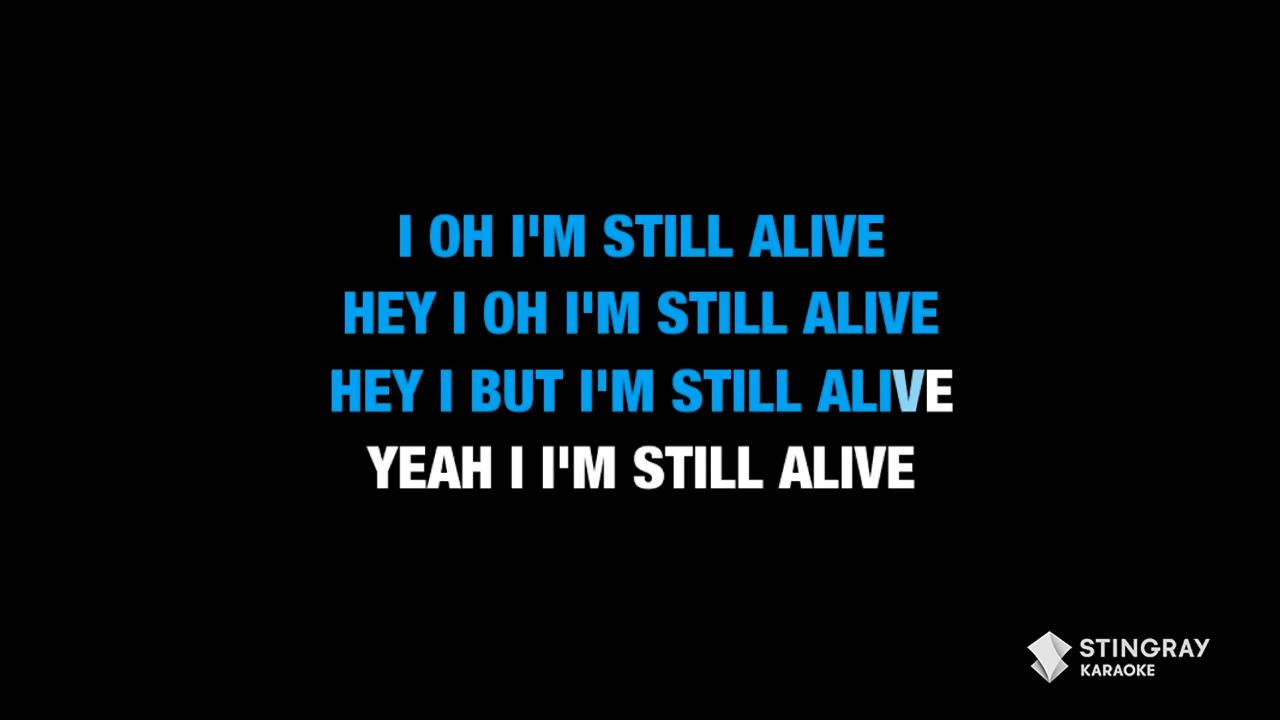 I OH I'M STILL ALIVE
HEY I OH I'M STILL ALIVE
HEY I BUT I'M STILL ALIVE
YEAH I I'M STILL ALIVE
STINGRAY
KARAOKE